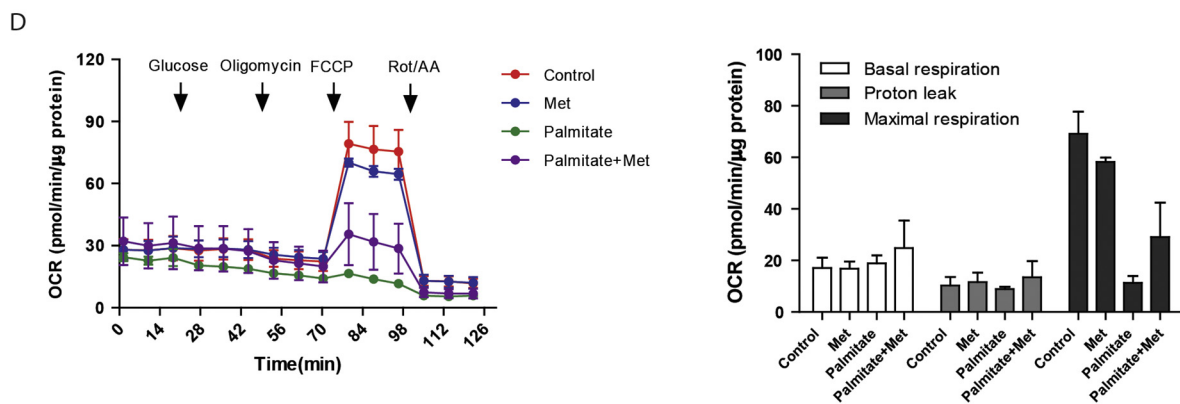 D
Glucose Oligomycin FCCP Rot/AA
OCR (pmol/min/µg protein)
120
90
60
30
0
0 14 28 42 56 70 84 98 112 126
Time(min)
Control
Met
Palmitate
Palmitate+Met
OCR (pmol/min/µg protein)
100
80
60
40
20
0
Basal respiration
Proton leak
Maximal respiration
Control Met Palmitate Palmitate+Met Control Met Palmitate Palmitate+Met Control Met Palmitate Palmitate+Met